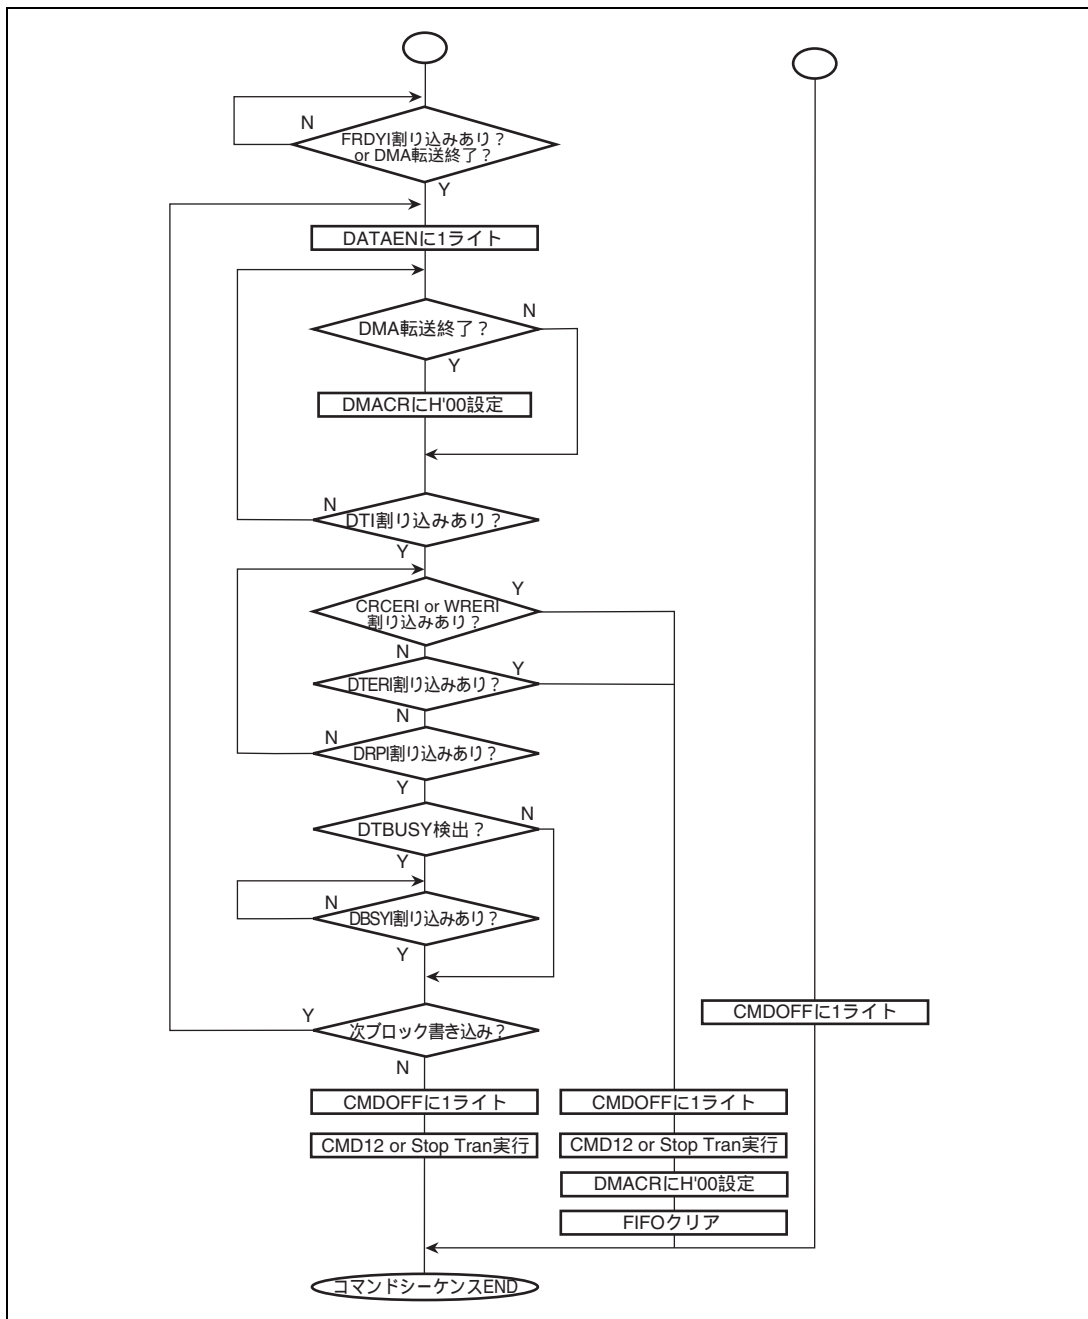 N
FRDYI割り込みあり？
or DMA転送終了？
Y
DATAENに1ライト
N
DMA転送終了？
Y
DMACRにH'00設定
N
DTI割り込みあり？
Y
Y
CRCERI or WRERI
割り込みあり？
N
Y
DTERI割り込みあり？
N
N
DRPI割り込みあり？
Y
N
DTBUSY検出？
Y
N
DBSYI割り込みあり？
Y
Y
次ブロック書き込み？
N
CMDOFFに1ライト
CMD12 or Stop Tran実行
CMDOFFに1ライト
CMD12 or Stop Tran実行
DMACRにH'00設定
FIFOクリア
CMDOFFに1ライト
コマンドシーケンスEND